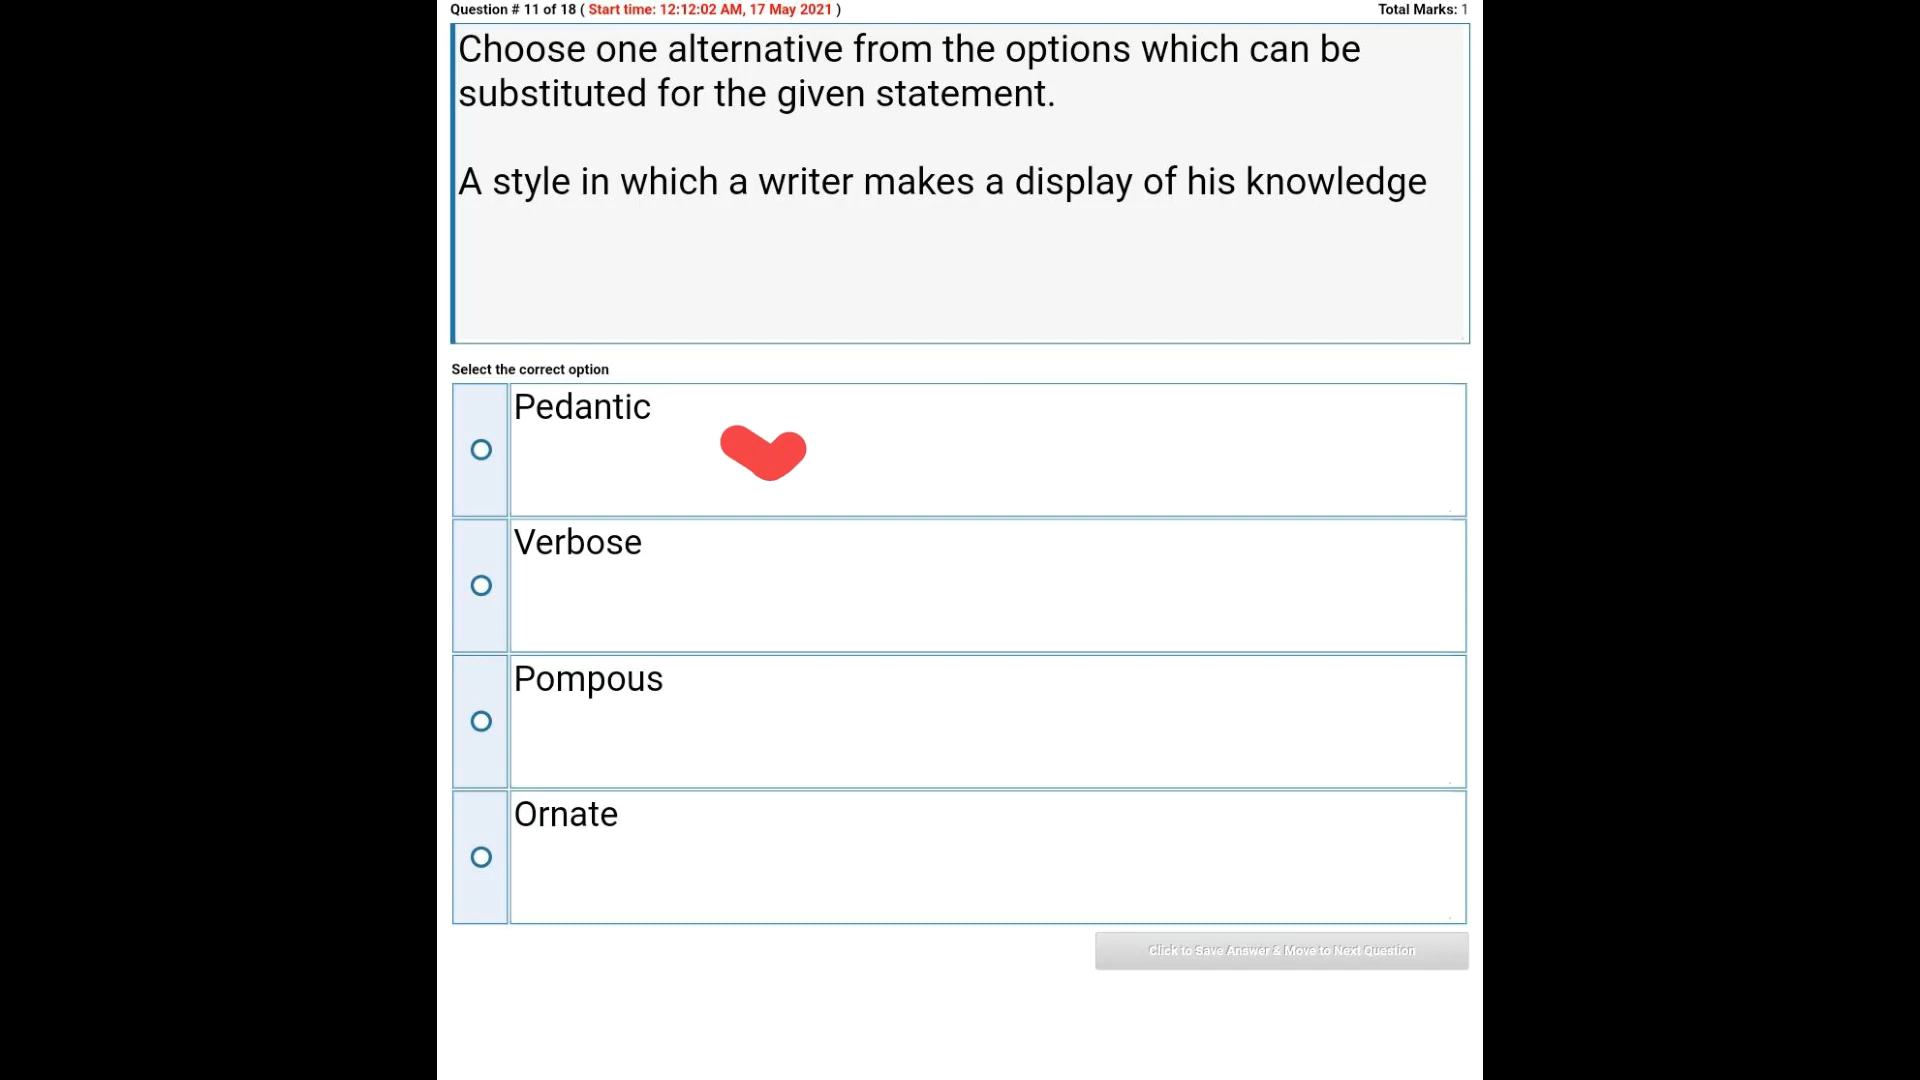 Question # 11 of 18 ( Start time: 12:12:02 AM, 17 May 2021 ) Total Marks: 1
Choose one alternative from the options which can be
substituted for the given statement.
A style in which a writer makes a display of his knowledge
Select the correct option
Pedantic
Verbose
Pompous
Ornate
Click to Save Answer & Move to Next Question